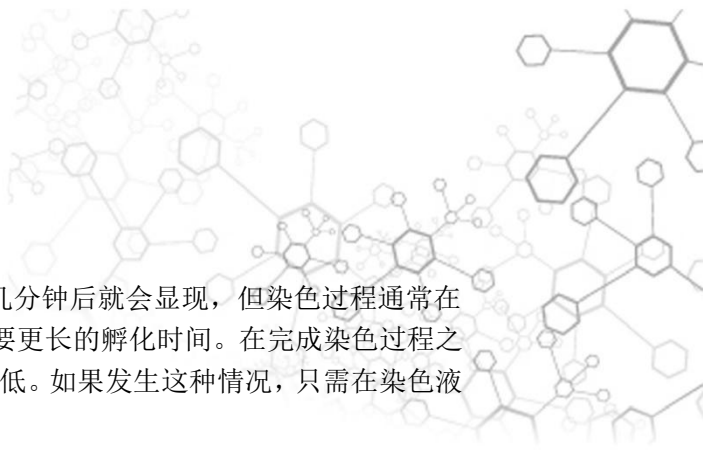 几分钟后就会显现，但染色过程通常在
要更长的孵化时间。在完成染色过程之
低。如果发生这种情况，只需在染色液